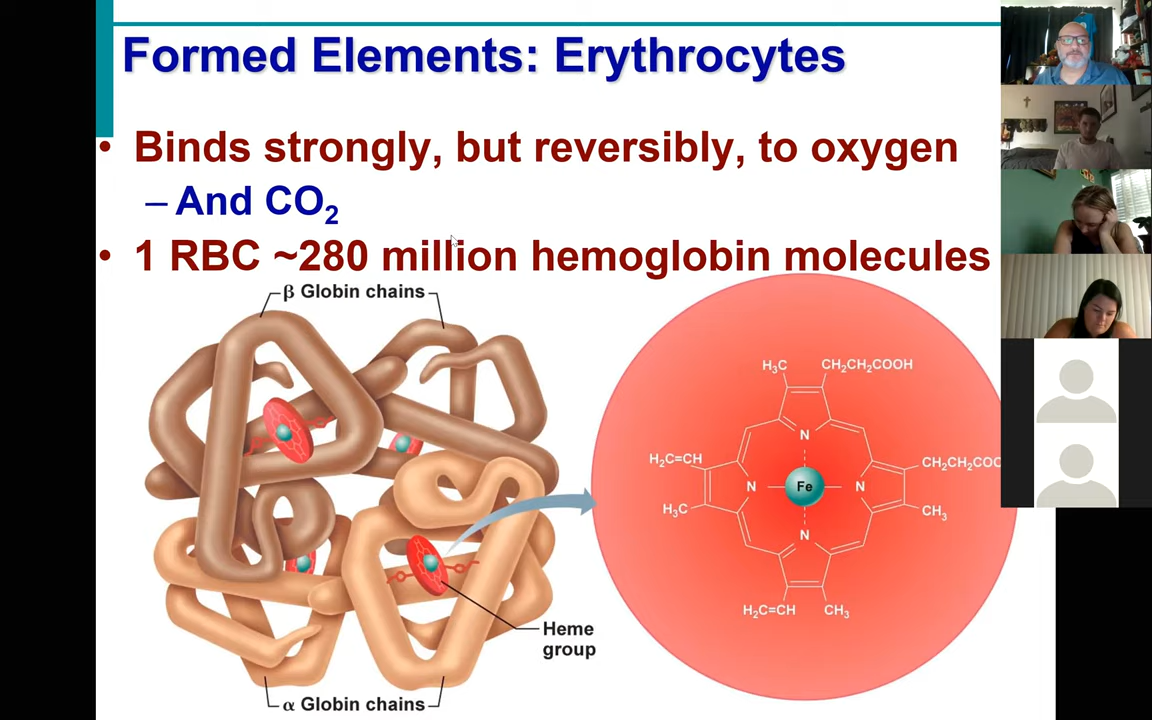 Formed Elements: Erythrocytes
• Binds strongly, but reversibly, to oxygen
– And CO₂
• 1 RBC ~280 million hemoglobin molecules
β Globin chains
H₃C
CH₂CH₂COOH
N
H₂C=CH
CH₂CH₂COO
N
Fe
N
H₃C
CH₃
N
H₂C=CH
CH₃
Heme
group
α Globin chains